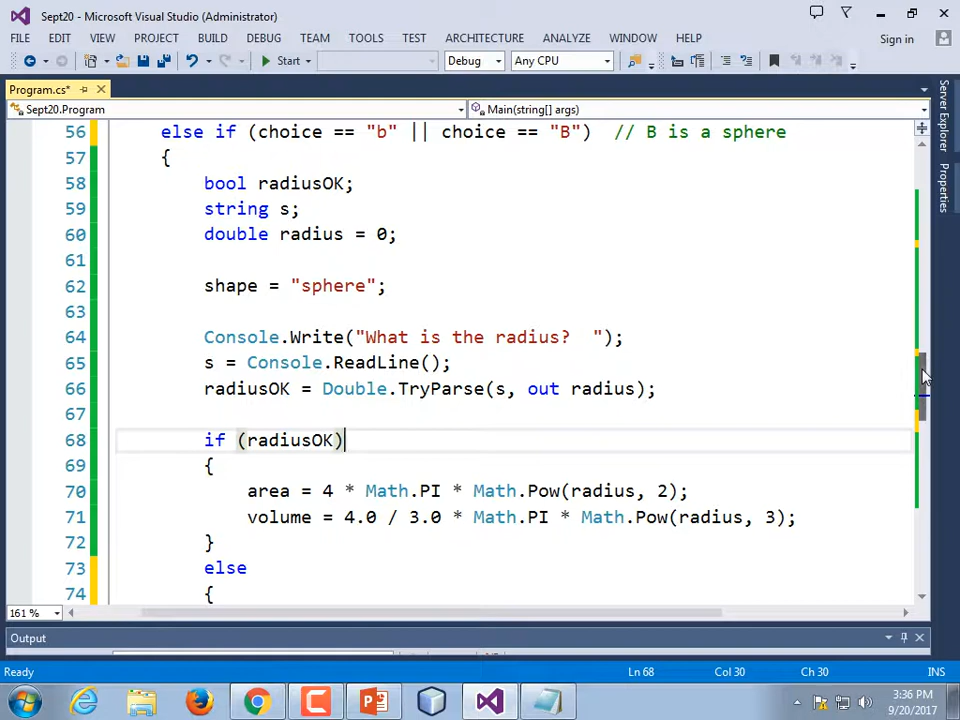 Sept20 - Microsoft Visual Studio (Administrator)
FILE EDIT VIEW PROJECT BUILD DEBUG TEAM TOOLS TEST ARCHITECTURE ANALYZE WINDOW HELP Sign in
Start Debug Any CPU
Program.cs*
Sept20.Program Main(string[] args)
56 else if (choice == "b" || choice == "B") // B is a sphere
57 {
58 bool radiusOK;
59 string s;
60 double radius = 0;
61
62 shape = "sphere";
63
64 Console.Write("What is the radius?  ");
65 s = Console.ReadLine();
66 radiusOK = Double.TryParse(s, out radius);
67
68 if (radiusOK)
69 {
70 area = 4 * Math.PI * Math.Pow(radius, 2);
71 volume = 4.0 / 3.0 * Math.PI * Math.Pow(radius, 3);
72 }
73 else
74 {
161 %
Output
Ready Ln 68 Col 30 Ch 30 INS
3:36 PM
9/20/2017
Server Explorer
Properties